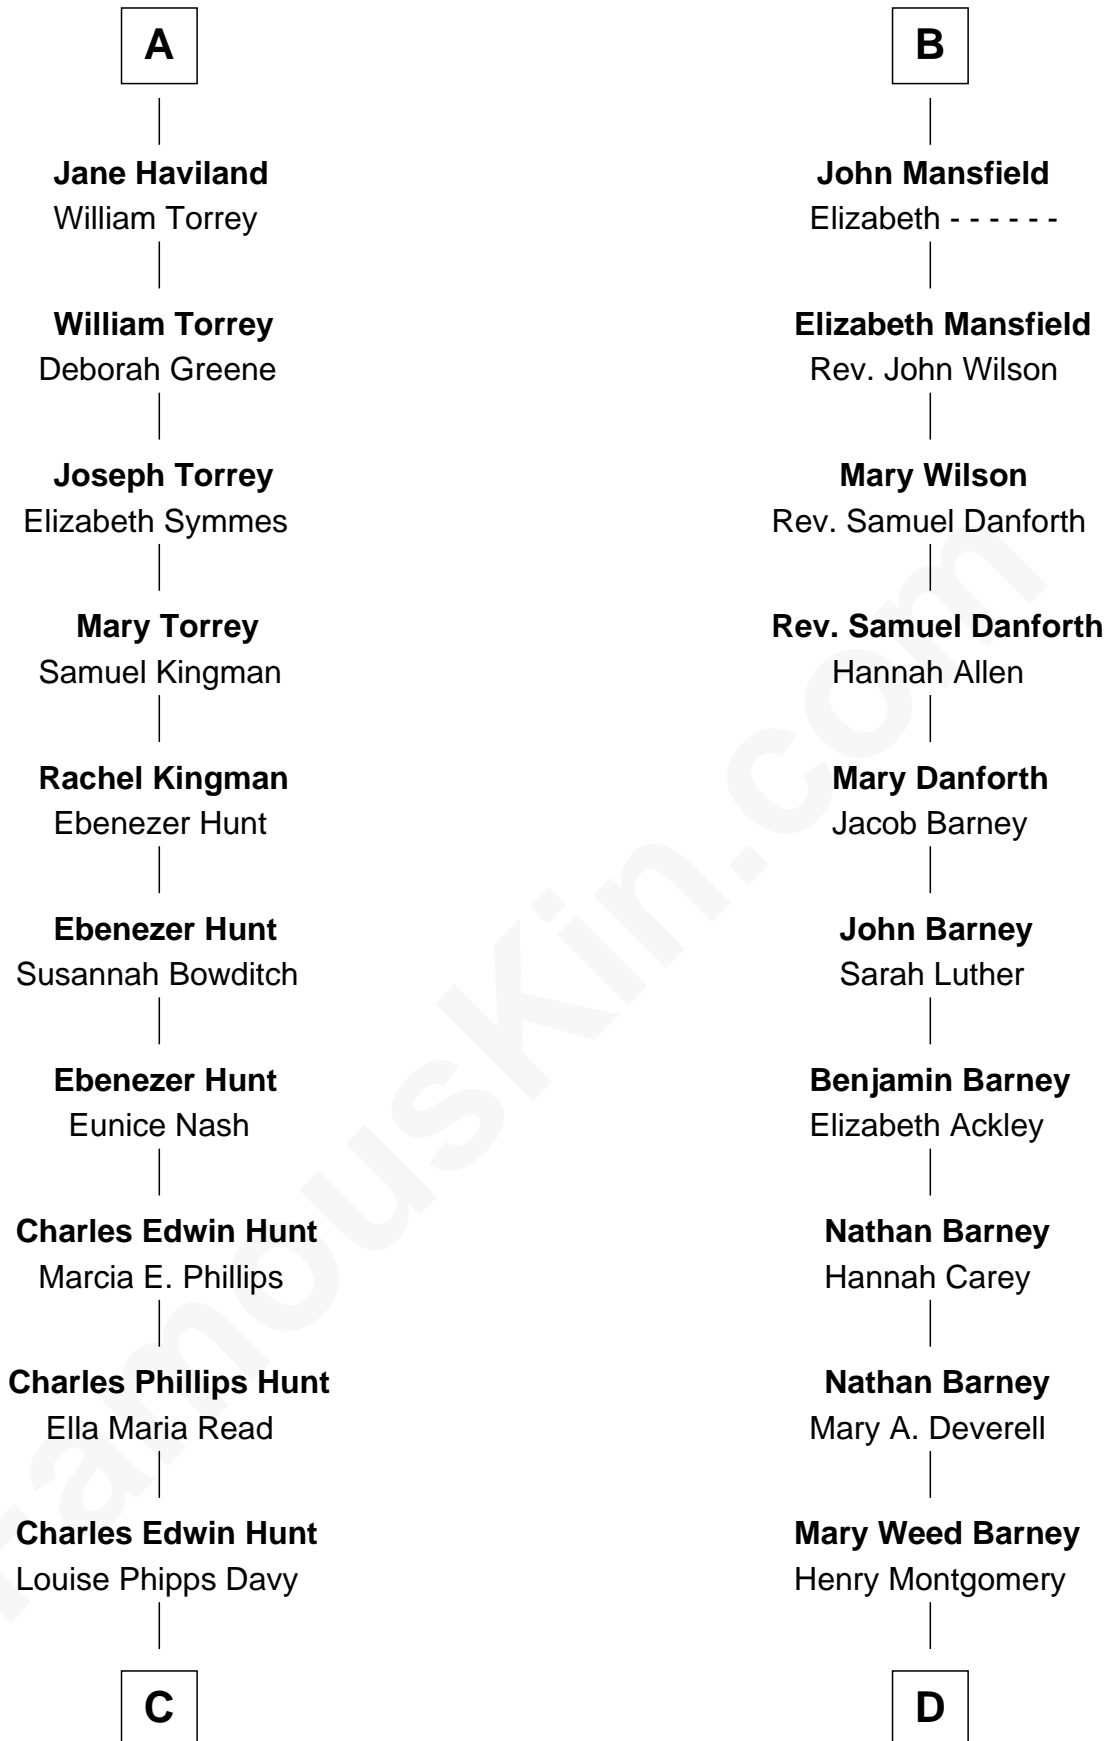 A
Jane Haviland
William Torrey
William Torrey
Deborah Greene
Joseph Torrey
Elizabeth Symmes
Mary Torrey
Samuel Kingman
Rachel Kingman
Ebenezer Hunt
Ebenezer Hunt
Susannah Bowditch
Ebenezer Hunt
Eunice Nash
Charles Edwin Hunt
Marcia E. Phillips
Charles Phillips Hunt
Ella Maria Read
Charles Edwin Hunt
Louise Phipps Davy
C
B
John Mansfield
Elizabeth - - - - - -
Elizabeth Mansfield
Rev. John Wilson
Mary Wilson
Rev. Samuel Danforth
Rev. Samuel Danforth
Hannah Allen
Mary Danforth
Jacob Barney
John Barney
Sarah Luther
Benjamin Barney
Elizabeth Ackley
Nathan Barney
Hannah Carey
Nathan Barney
Mary A. Deverell
Mary Weed Barney
Henry Montgomery
D
FamousKin.com